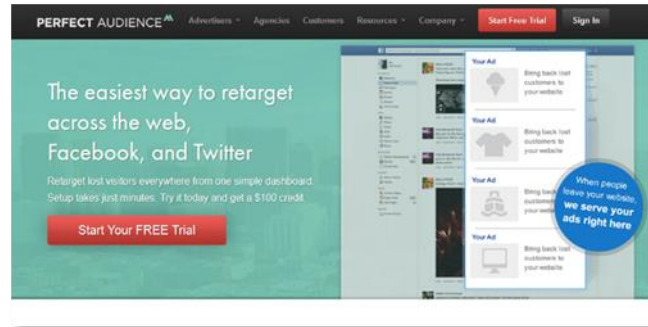 PERFECT AUDIENCE Advertisers Agencies Customers Resources Company Start Free Trial Sign In
The easiest way to retarget
across the web,
Facebook, and Twitter
Retarget lost visitors everywhere from one simple dashboard.
Setup takes just minutes. Try it today and get a $100 credit.
Start Your FREE Trial
Your Ad
Bring back lost
customers to
your website
Your Ad
Bring back lost
customers to
your website
Your Ad
Bring back lost
customers to
your website
Your Ad
Bring back lost
customers to
your website
When people
leave your website,
we serve your
ads right here